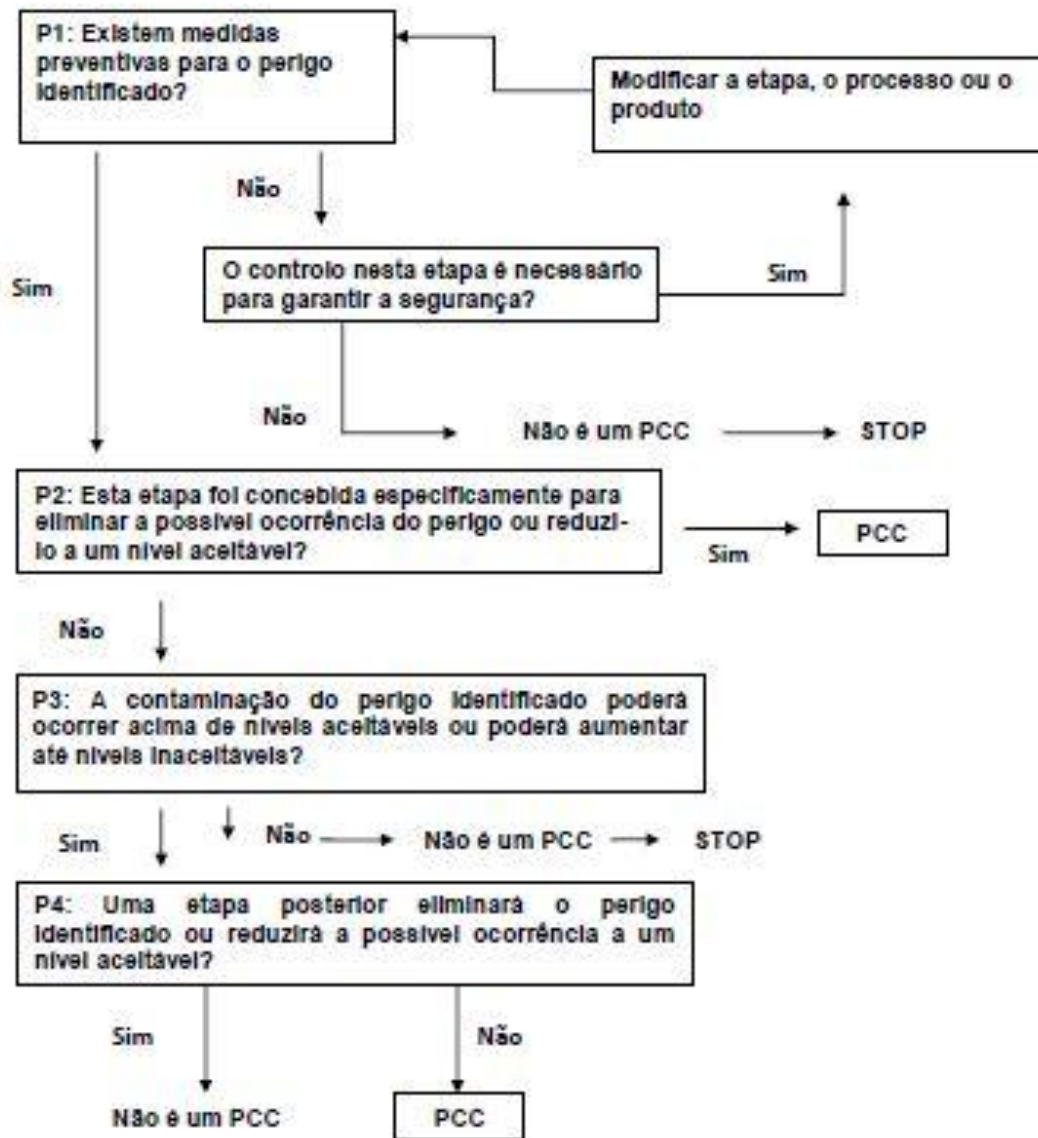 P1: Existem medidas
preventivas para o perigo
identificado?
Modificar a etapa, o processo ou o
produto
Não
Sim
O controlo nesta etapa é necessário
para garantir a segurança?
Sim
Não
Não é um PCC
STOP
P2: Esta etapa foi concebida especificamente para
eliminar a possível ocorrência do perigo ou reduzi-
lo a um nível aceitável?
Sim
PCC
Não
P3: A contaminação do perigo identificado poderá
ocorrer acima de níveis aceitáveis ou poderá aumentar
até níveis inaceitáveis?
Sim
Não
Não é um PCC
STOP
P4: Uma etapa posterior eliminará o perigo
identificado ou reduzirá a possível ocorrência a um
nível aceitável?
Sim
Não
Não é um PCC
PCC